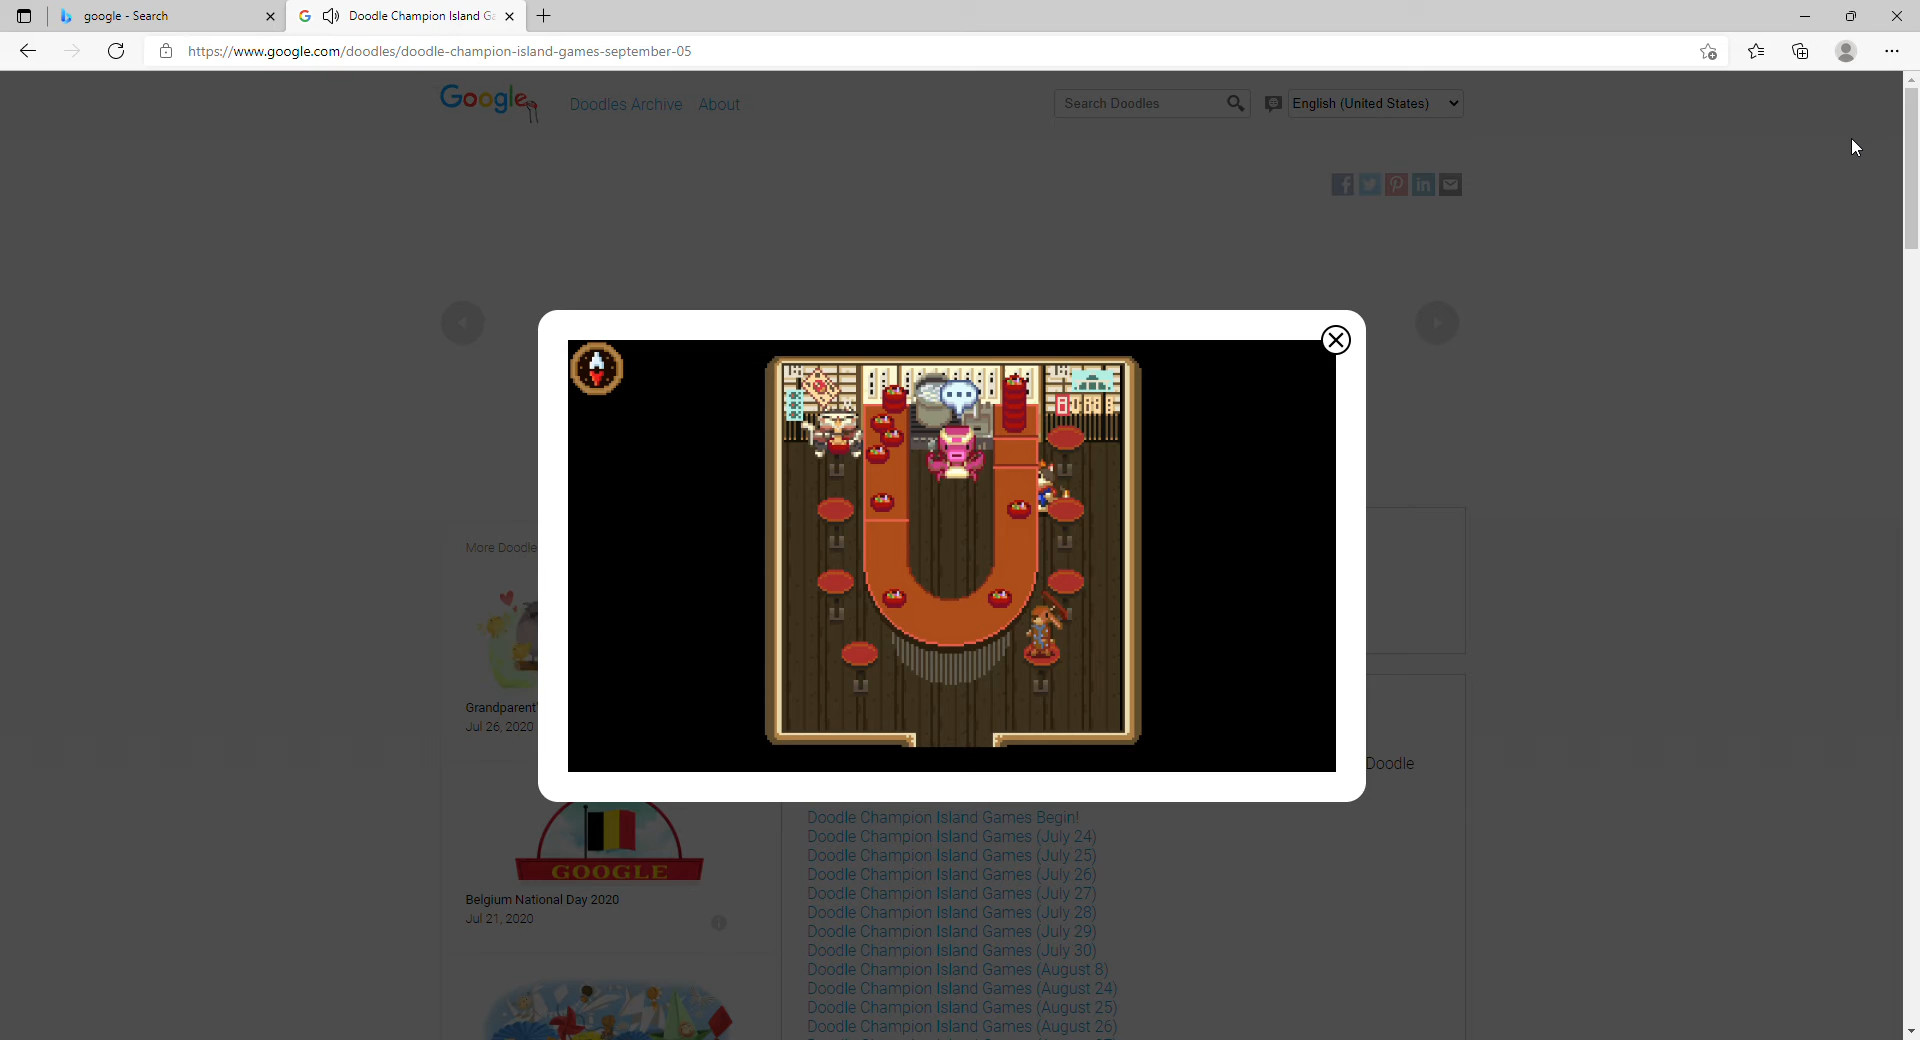 google - Search
Doodle Champion Island Ga
https://www.google.com/doodles/doodle-champion-island-games-september-05
Google
Doodles Archive
About
Search Doodles
English (United States)
More Doodle
Grandparent'
Jul 26, 2020
Doodle
GOOGLE
Belgium National Day 2020
Jul 21, 2020
Doodle Champion Island Games Begin!
Doodle Champion Island Games (July 24)
Doodle Champion Island Games (July 25)
Doodle Champion Island Games (July 26)
Doodle Champion Island Games (July 27)
Doodle Champion Island Games (July 28)
Doodle Champion Island Games (July 29)
Doodle Champion Island Games (July 30)
Doodle Champion Island Games (August 8)
Doodle Champion Island Games (August 24)
Doodle Champion Island Games (August 25)
Doodle Champion Island Games (August 26)